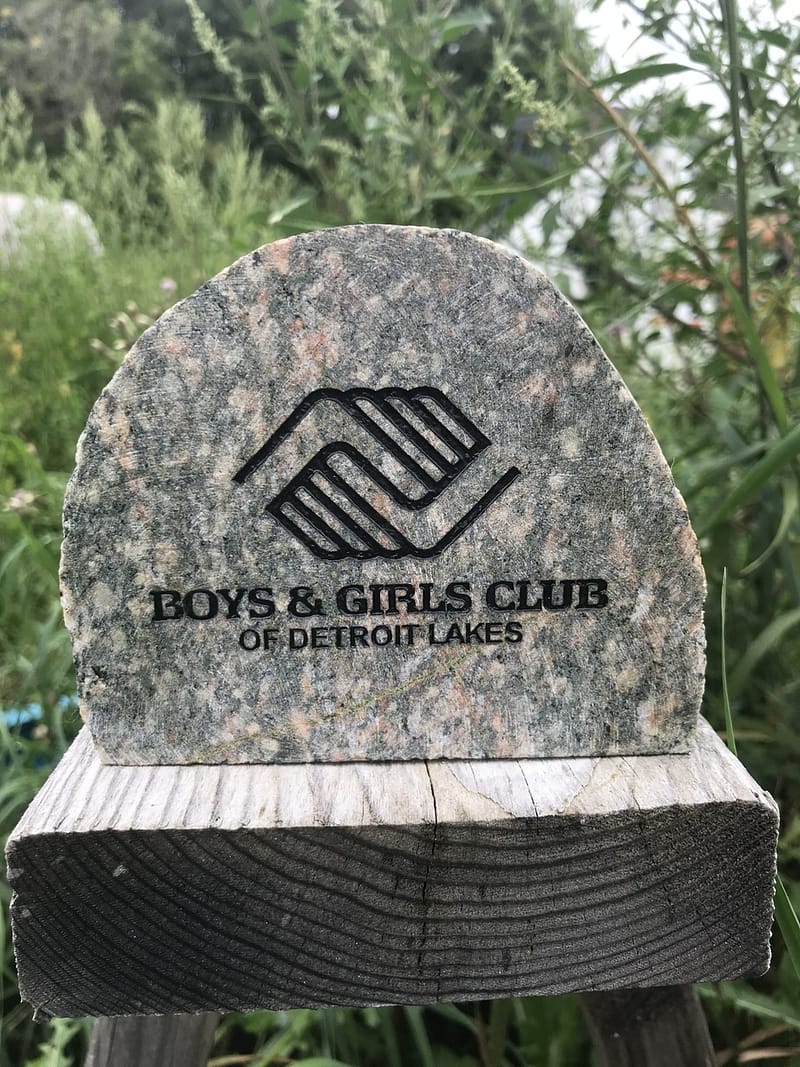 BOYS & GIRLS CLUB
OF DETROIT LAKES